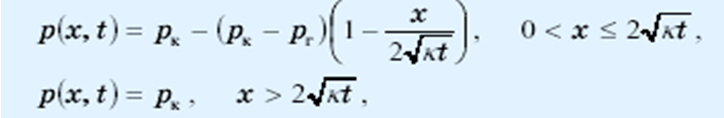 p(x, t) = pк − (pк − pг)(1 − x / 2√κt), 0 < x ≤ 2√κt,
p(x, t) = pк, x > 2√κt,